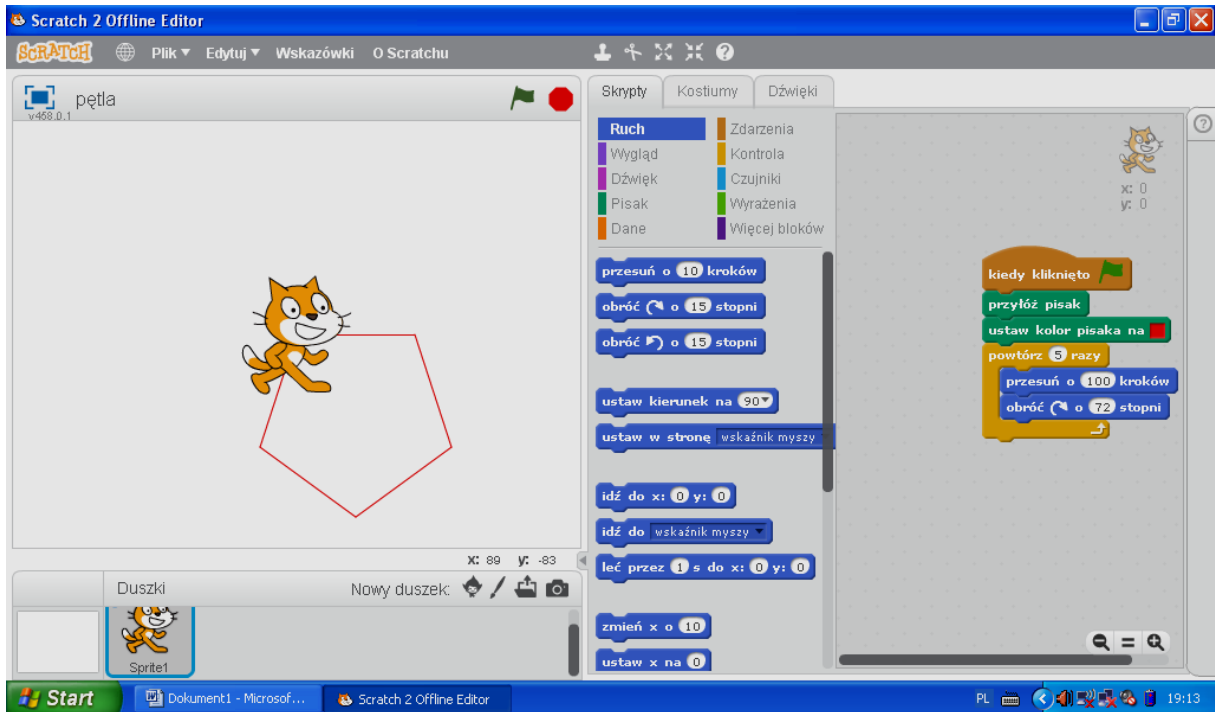 Scratch 2 Offline Editor
SCRATCH Plik Edytuj Wskazówki O Scratchu
pętla
v458.0.1
Skrypty Kostiumy Dźwięki
Ruch Zdarzenia
Wygląd Kontrola
Dźwięk Czujniki
Pisak Wyrażenia
Dane Więcej bloków
przesuń o 10 kroków
obróć o 15 stopni
obróć o 15 stopni
ustaw kierunek na 90
ustaw w stronę wskaźnik myszy
idź do x: 0 y: 0
idź do wskaźnik myszy
leć przez 1 s do x: 0 y: 0
zmień x o 10
ustaw x na 0
x: 0
y: 0
kiedy kliknięto
przyłóż pisak
ustaw kolor pisaka na
powtórz 5 razy
przesuń o 100 kroków
obróć o 72 stopni
X: 89 y: -83
Duszki Nowy duszek:
Sprite1
Start Dokument1 - Microsof... Scratch 2 Offline Editor PL 19:13